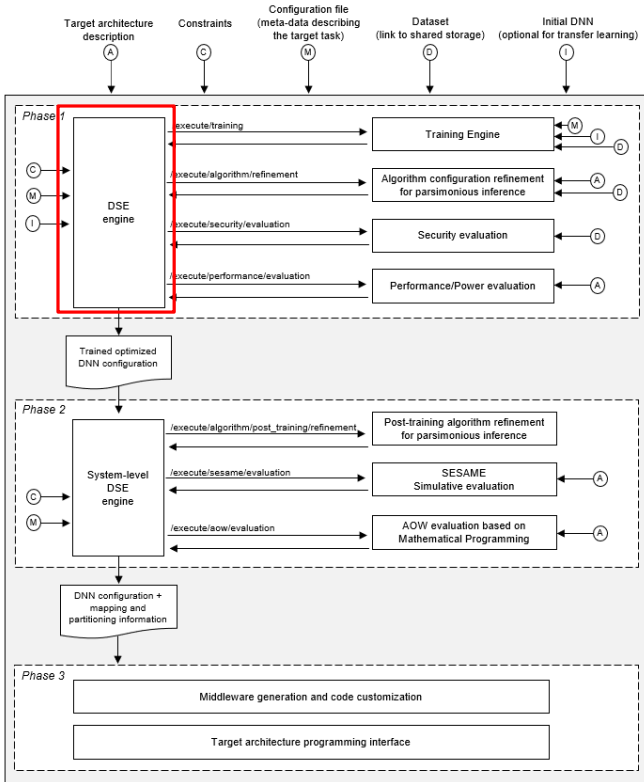 Target architecture
description
Constraints
Configuration file
(meta-data describing
the target task)
Dataset
(link to shared storage)
Initial DNN
(optional for transfer learning)
A
C
M
D
I
Phase 1
DSE
engine
C
M
I
/execute/training
Training Engine
M
I
D
/execute/algorithm/refinement
Algorithm configuration refinement
for parsimonious inference
A
D
/execute/security/evaluation
Security evaluation
D
/execute/performance/evaluation
Performance/Power evaluation
A
Trained optimized
DNN configuration
Phase 2
System-level
DSE
engine
C
M
/execute/algorithm/post_training/refinement
Post-training algorithm refinement
for parsimonious inference
/execute/sesame/evaluation
SESAME
Simulative evaluation
A
/execute/aow/evaluation
AOW evaluation based on
Mathematical Programming
A
DNN configuration +
mapping and
partitioning information
Phase 3
Middleware generation and code customization
Target architecture programming interface